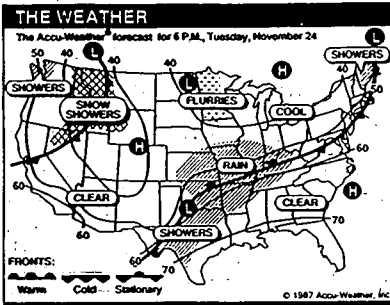 THE WEATHER
The Accu-Weather forecast for 6 P.M., Tuesday, November 24
50 40 40 L 40 SHOWERS
SHOWERS L H L
SNOW SHOWERS
FLURRIES
COOL
H
RAIN
60
CLEAR
60
H
L
CLEAR
SHOWERS
70
60
60
70
FRONTS:
Warm Cold Stationary
© 1987 Accu-Weather, Inc.